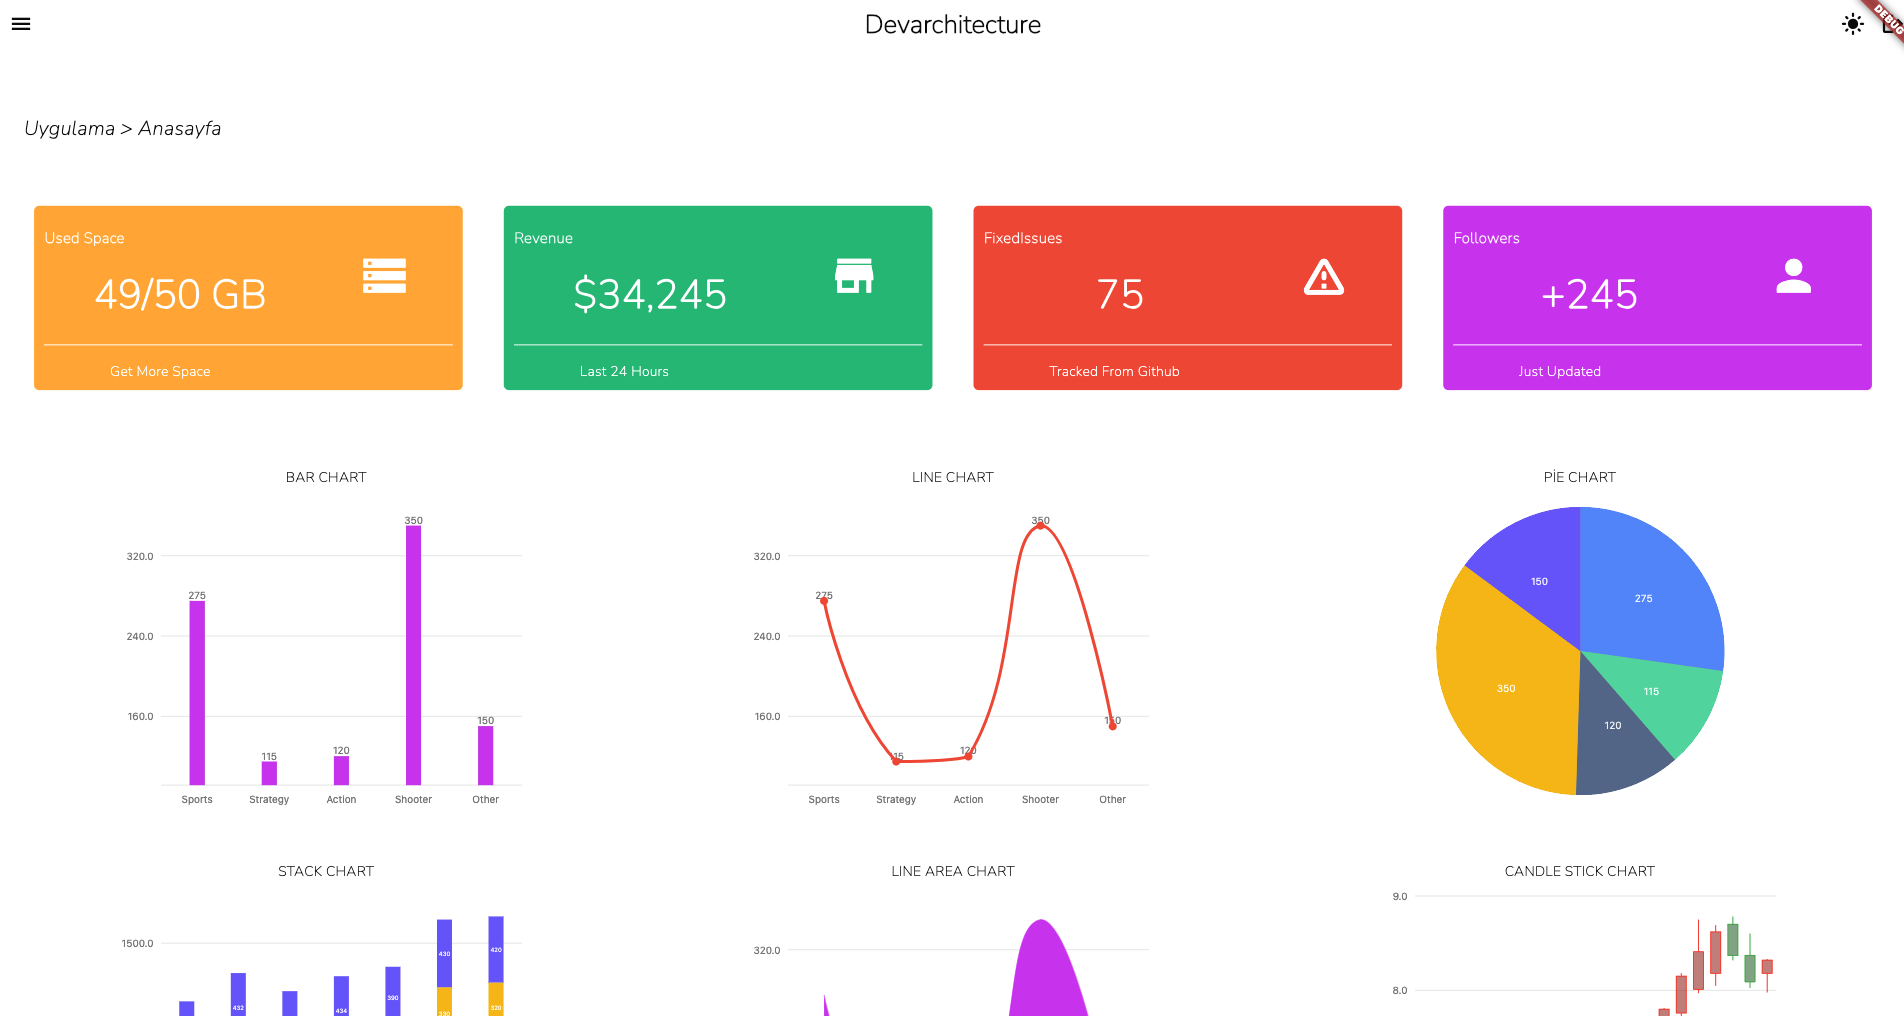 Devarchitecture
DEBUG
Uygulama > Anasayfa
Used Space
49/50 GB
Get More Space
Revenue
$34,245
Last 24 Hours
FixedIssues
75
Tracked From Github
Followers
+245
Just Updated
BAR CHART
350
320.0
275
240.0
160.0
150
120
115
Sports Strategy Action Shooter Other
LINE CHART
350
320.0
275
240.0
160.0
120
Sports Strategy Action Shooter Other
PİE CHART
150
275
350
115
120
STACK CHART
1500.0
430
420
432
434
390
320
LINE AREA CHART
320.0
CANDLE STICK CHART
9.0
8.0